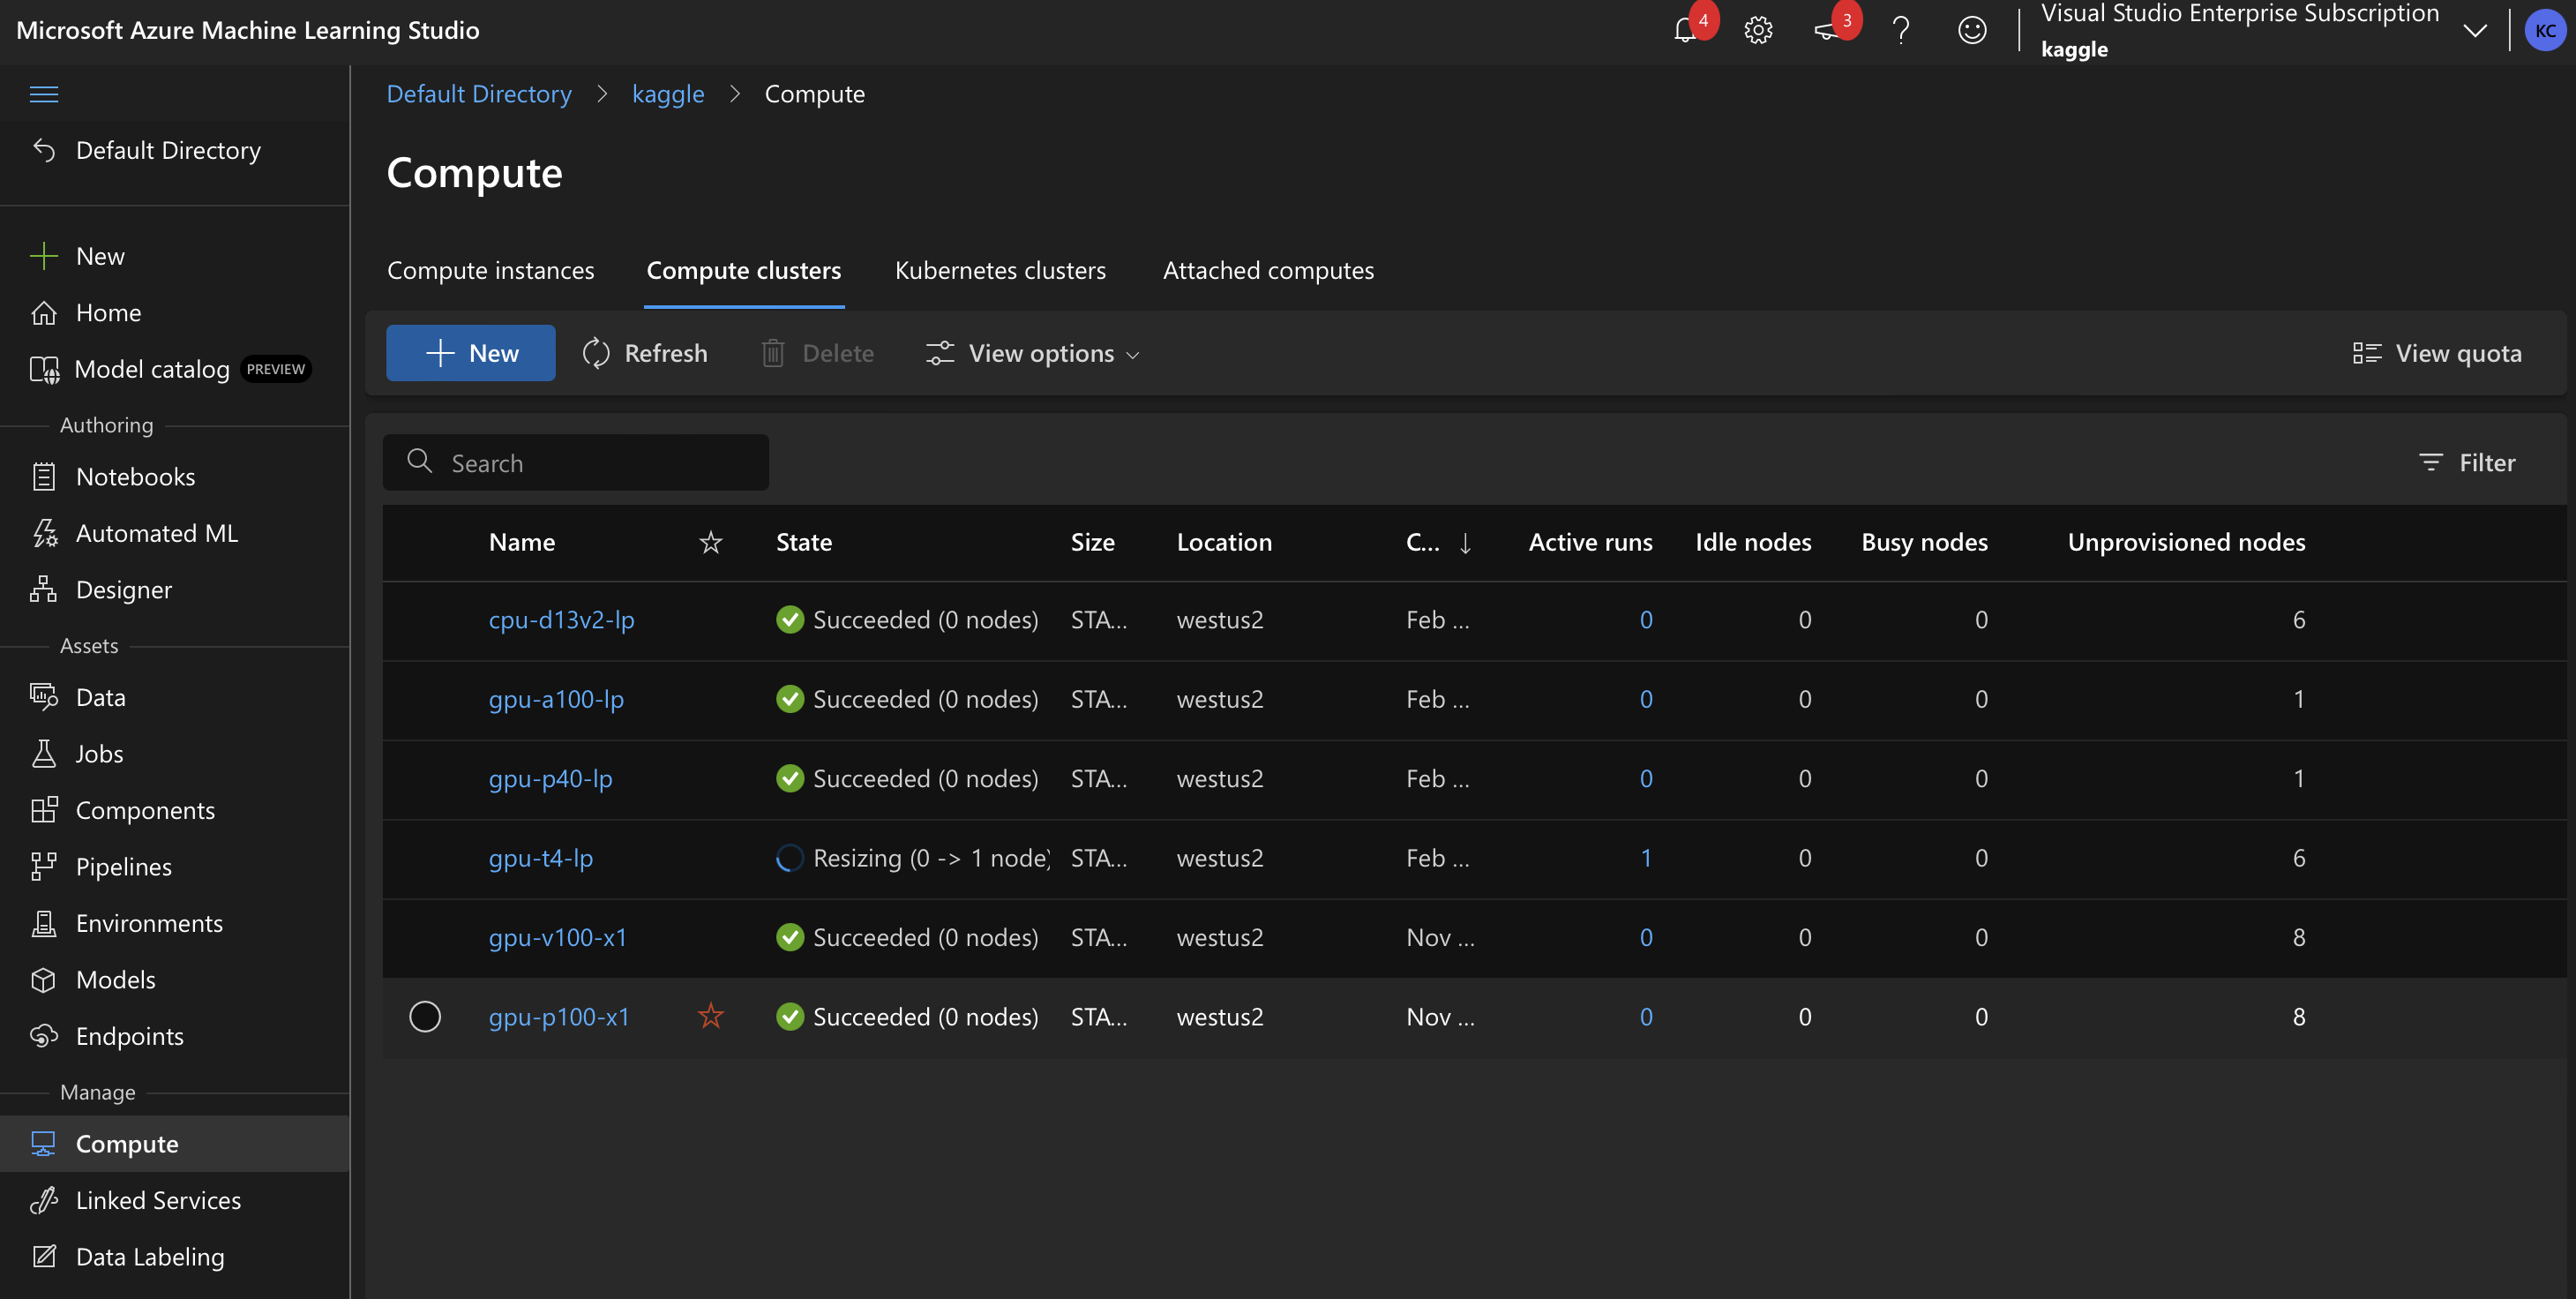 Microsoft Azure Machine Learning Studio
4
3
Visual Studio Enterprise Subscription
kaggle
KC
Default Directory
New
Home
Model catalog PREVIEW
Authoring
Notebooks
Automated ML
Designer
Assets
Data
Jobs
Components
Pipelines
Environments
Models
Endpoints
Manage
Compute
Linked Services
Data Labeling
Default Directory > kaggle > Compute
Compute
Compute instances Compute clusters Kubernetes clusters Attached computes
New Refresh Delete View options View quota
Search Filter
Name State Size Location C... ↓ Active runs Idle nodes Busy nodes Unprovisioned nodes
cpu-d13v2-lp Succeeded (0 nodes) STA... westus2 Feb ... 0 0 0 6
gpu-a100-lp Succeeded (0 nodes) STA... westus2 Feb ... 0 0 0 1
gpu-p40-lp Succeeded (0 nodes) STA... westus2 Feb ... 0 0 0 1
gpu-t4-lp Resizing (0 -> 1 node) STA... westus2 Feb ... 1 0 0 6
gpu-v100-x1 Succeeded (0 nodes) STA... westus2 Nov ... 0 0 0 8
gpu-p100-x1 Succeeded (0 nodes) STA... westus2 Nov ... 0 0 0 8